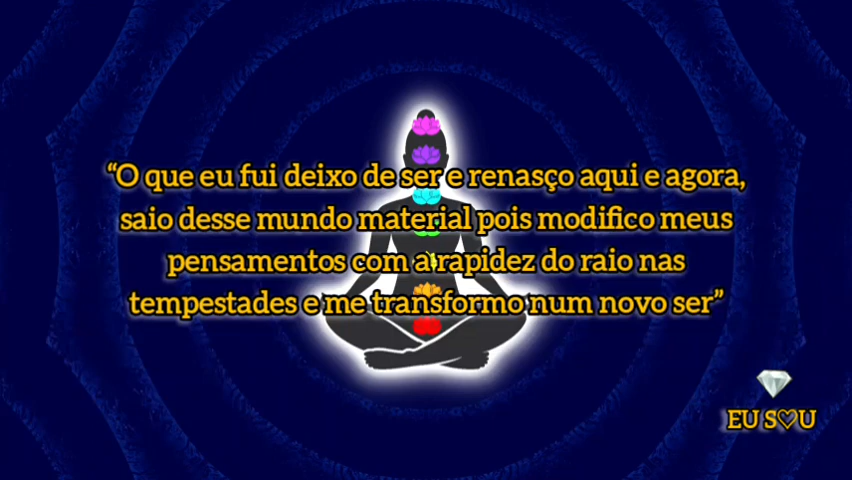 “O que eu fui deixo de ser e renasço aqui e agora,
saio desse mundo material pois modifico meus
pensamentos com a rapidez do raio nas
tempestades e me transformo num novo ser”
EU S♡U